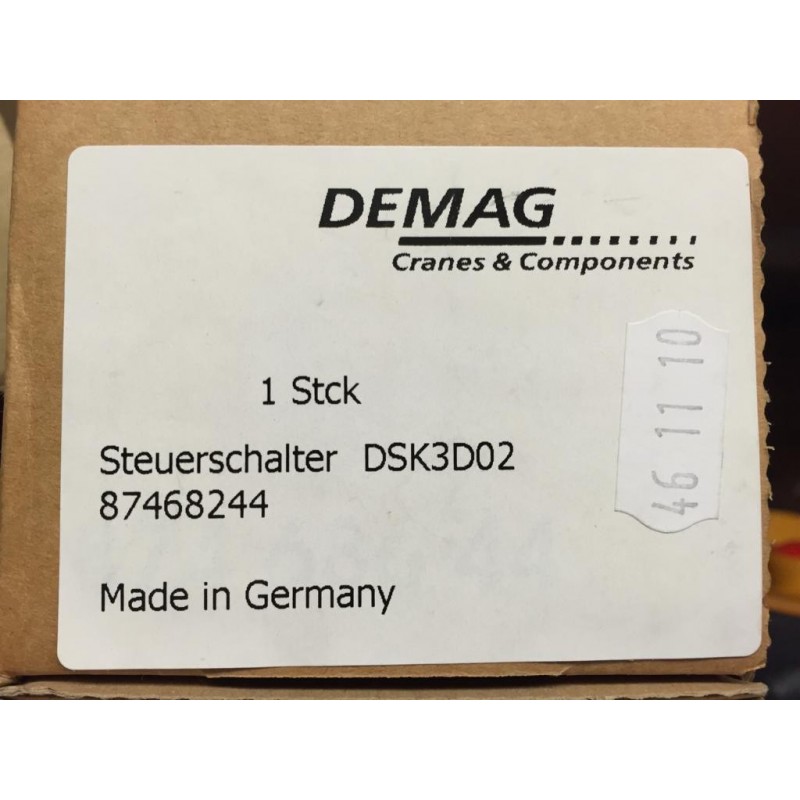 DEMAG
Cranes & Components
1 Stck
Steuerschalter DSK3D02
87468244
Made in Germany
46 11 10